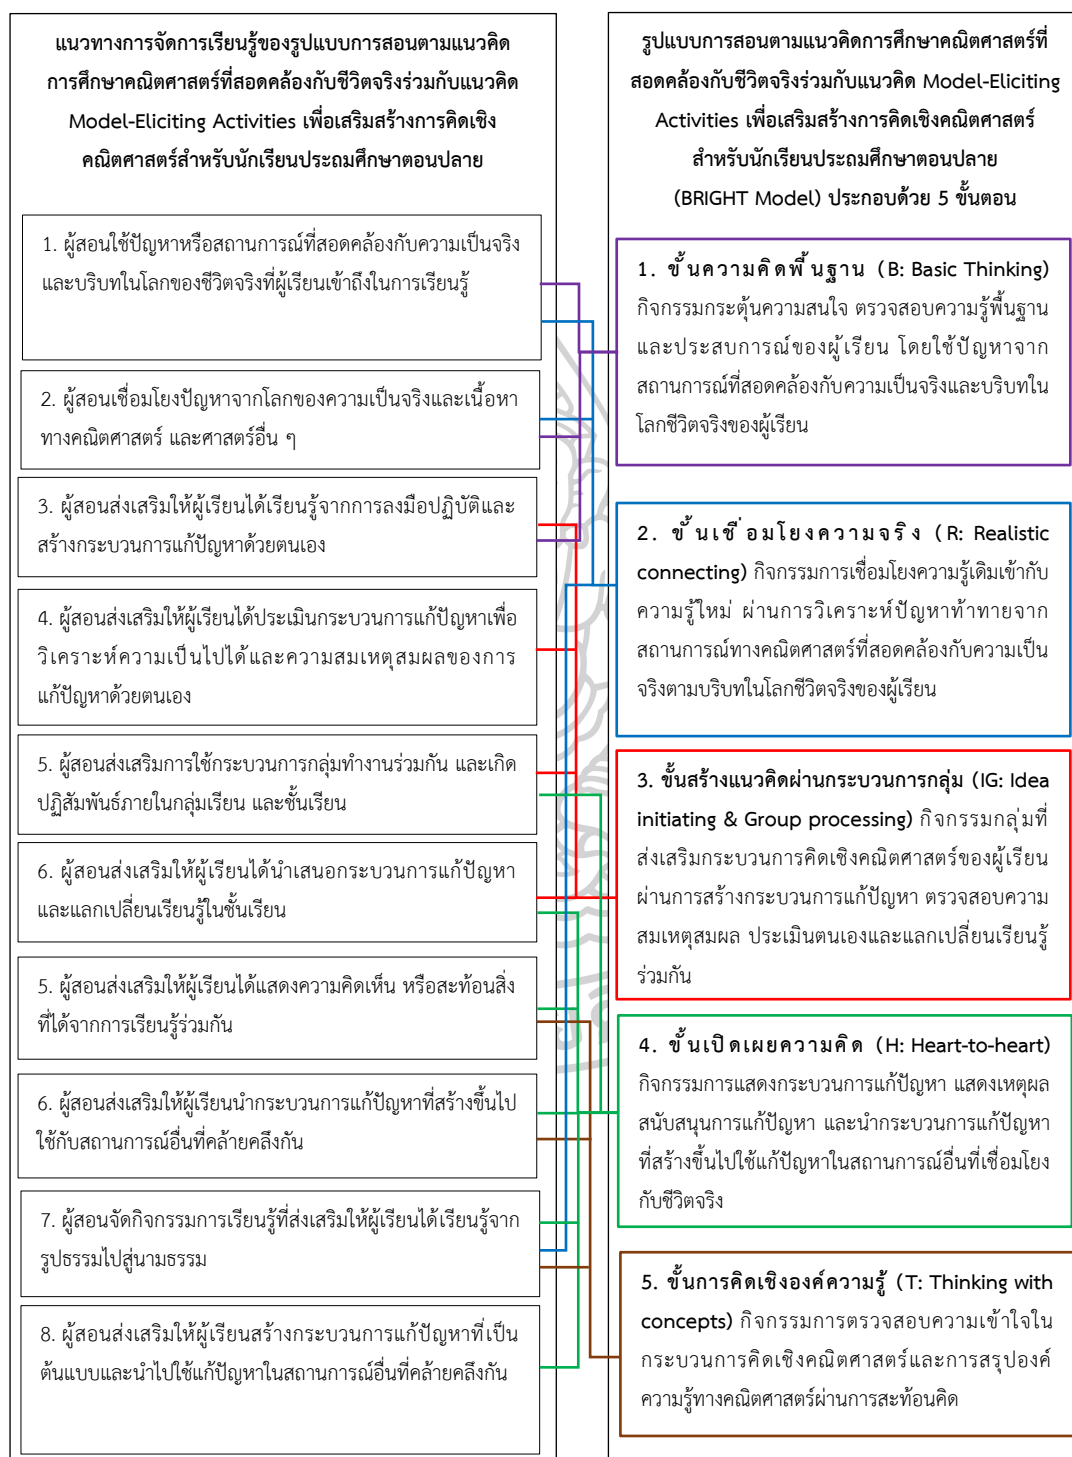 แนวทางการจัดการเรียนรู้ของรูปแบบการสอนตามแนวคิด
การศึกษาคณิตศาสตร์ที่สอดคล้องกับชีวิตจริงร่วมกับแนวคิด
Model-Eliciting Activities เพื่อเสริมสร้างการคิดเชิง
คณิตศาสตร์สำหรับนักเรียนประถมศึกษาตอนปลาย
1. ผู้สอนใช้ปัญหาหรือสถานการณ์ที่สอดคล้องกับความเป็นจริง
และบริบทในโลกของชีวิตจริงที่ผู้เรียนเข้าถึงในการเรียนรู้
2. ผู้สอนเชื่อมโยงปัญหาจากโลกของความเป็นจริงและเนื้อหา
ทางคณิตศาสตร์ และศาสตร์อื่น ๆ
3. ผู้สอนส่งเสริมให้ผู้เรียนได้เรียนรู้จากการลงมือปฏิบัติและ
สร้างกระบวนการแก้ปัญหาด้วยตนเอง
4. ผู้สอนส่งเสริมให้ผู้เรียนได้ประเมินกระบวนการแก้ปัญหาเพื่อ
วิเคราะห์ความเป็นไปได้และความสมเหตุสมผลของการ
แก้ปัญหาด้วยตนเอง
5. ผู้สอนส่งเสริมการใช้กระบวนการกลุ่มทำงานร่วมกัน และเกิด
ปฏิสัมพันธ์ภายในกลุ่มเรียน และชั้นเรียน
6. ผู้สอนส่งเสริมให้ผู้เรียนได้นำเสนอกระบวนการแก้ปัญหา
และแลกเปลี่ยนเรียนรู้ในชั้นเรียน
5. ผู้สอนส่งเสริมให้ผู้เรียนได้แสดงความคิดเห็น หรือสะท้อนสิ่ง
ที่ได้จากการเรียนรู้ร่วมกัน
6. ผู้สอนส่งเสริมให้ผู้เรียนนำกระบวนการแก้ปัญหาที่สร้างขึ้นไป
ใช้กับสถานการณ์อื่นที่คล้ายคลึงกัน
7. ผู้สอนจัดกิจกรรมการเรียนรู้ที่ส่งเสริมให้ผู้เรียนได้เรียนรู้จาก
รูปธรรมไปสู่นามธรรม
8. ผู้สอนส่งเสริมให้ผู้เรียนสร้างกระบวนการแก้ปัญหาที่เป็น
ต้นแบบและนำไปใช้แก้ปัญหาในสถานการณ์อื่นที่คล้ายคลึงกัน
รูปแบบการสอนตามแนวคิดการศึกษาคณิตศาสตร์ที่
สอดคล้องกับชีวิตจริงร่วมกับแนวคิด Model-Eliciting
Activities เพื่อเสริมสร้างการคิดเชิงคณิตศาสตร์
สำหรับนักเรียนประถมศึกษาตอนปลาย
(BRIGHT Model) ประกอบด้วย 5 ขั้นตอน
1. ขั้นความคิดพื้นฐาน (B: Basic Thinking)
กิจกรรมกระตุ้นความสนใจ ตรวจสอบความรู้พื้นฐาน
และประสบการณ์ของผู้เรียน โดยใช้ปัญหาจาก
สถานการณ์ที่สอดคล้องกับความเป็นจริงและบริบทใน
โลกชีวิตจริงของผู้เรียน
2. ขั้นเชื่อมโยงความจริง (R: Realistic
connecting) กิจกรรมการเชื่อมโยงความรู้เดิมเข้ากับ
ความรู้ใหม่ ผ่านการวิเคราะห์ปัญหาท้าทายจาก
สถานการณ์ทางคณิตศาสตร์ที่สอดคล้องกับความเป็น
จริงตามบริบทในโลกชีวิตจริงของผู้เรียน
3. ขั้นสร้างแนวคิดผ่านกระบวนการกลุ่ม (IG: Idea
initiating & Group processing) กิจกรรมกลุ่มที่
ส่งเสริมกระบวนการคิดเชิงคณิตศาสตร์ของผู้เรียน
ผ่านการสร้างกระบวนการแก้ปัญหา ตรวจสอบความ
สมเหตุสมผล ประเมินตนเองและแลกเปลี่ยนเรียนรู้
ร่วมกัน
4. ขั้นเปิดเผยความคิด (H: Heart-to-heart)
กิจกรรมการแสดงกระบวนการแก้ปัญหา แสดงเหตุผล
สนับสนุนการแก้ปัญหา และนำกระบวนการแก้ปัญหา
ที่สร้างขึ้นไปใช้แก้ปัญหาในสถานการณ์อื่นที่เชื่อมโยง
กับชีวิตจริง
5. ขั้นการคิดเชิงองค์ความรู้ (T: Thinking with
concepts) กิจกรรมการตรวจสอบความเข้าใจใน
กระบวนการคิดเชิงคณิตศาสตร์และการสรุปองค์
ความรู้ทางคณิตศาสตร์ผ่านการสะท้อนคิด